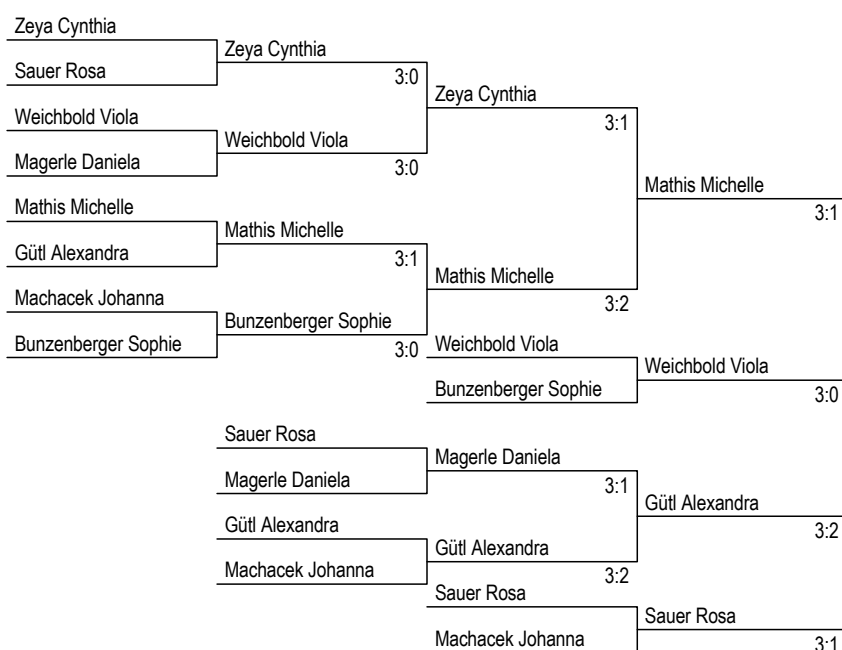 Zeya Cynthia
Zeya Cynthia
Sauer Rosa
3:0
Zeya Cynthia
Weichbold Viola
3:1
Weichbold Viola
Magerle Daniela
3:0
Mathis Michelle
Mathis Michelle
3:1
Mathis Michelle
Gütl Alexandra
3:1
Mathis Michelle
Machacek Johanna
3:2
Bunzenberger Sophie
Bunzenberger Sophie
3:0
Weichbold Viola
Weichbold Viola
Bunzenberger Sophie
3:0
Sauer Rosa
Magerle Daniela
Magerle Daniela
3:1
Gütl Alexandra
Gütl Alexandra
3:2
Gütl Alexandra
Machacek Johanna
3:2
Sauer Rosa
Sauer Rosa
Machacek Johanna
3:1